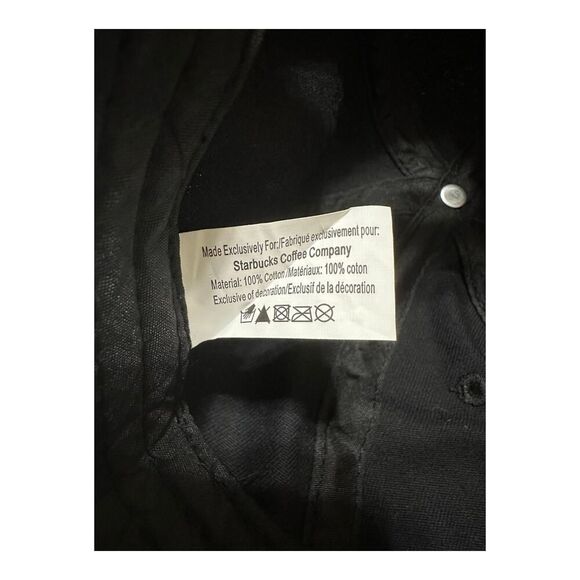 Made Exclusively For:/Fabriqué exclusivement pour:
Starbucks Coffee Company
Material: 100% Cotton/Matériaux: 100% coton
Exclusive of decoration/Exclusif de la décoration